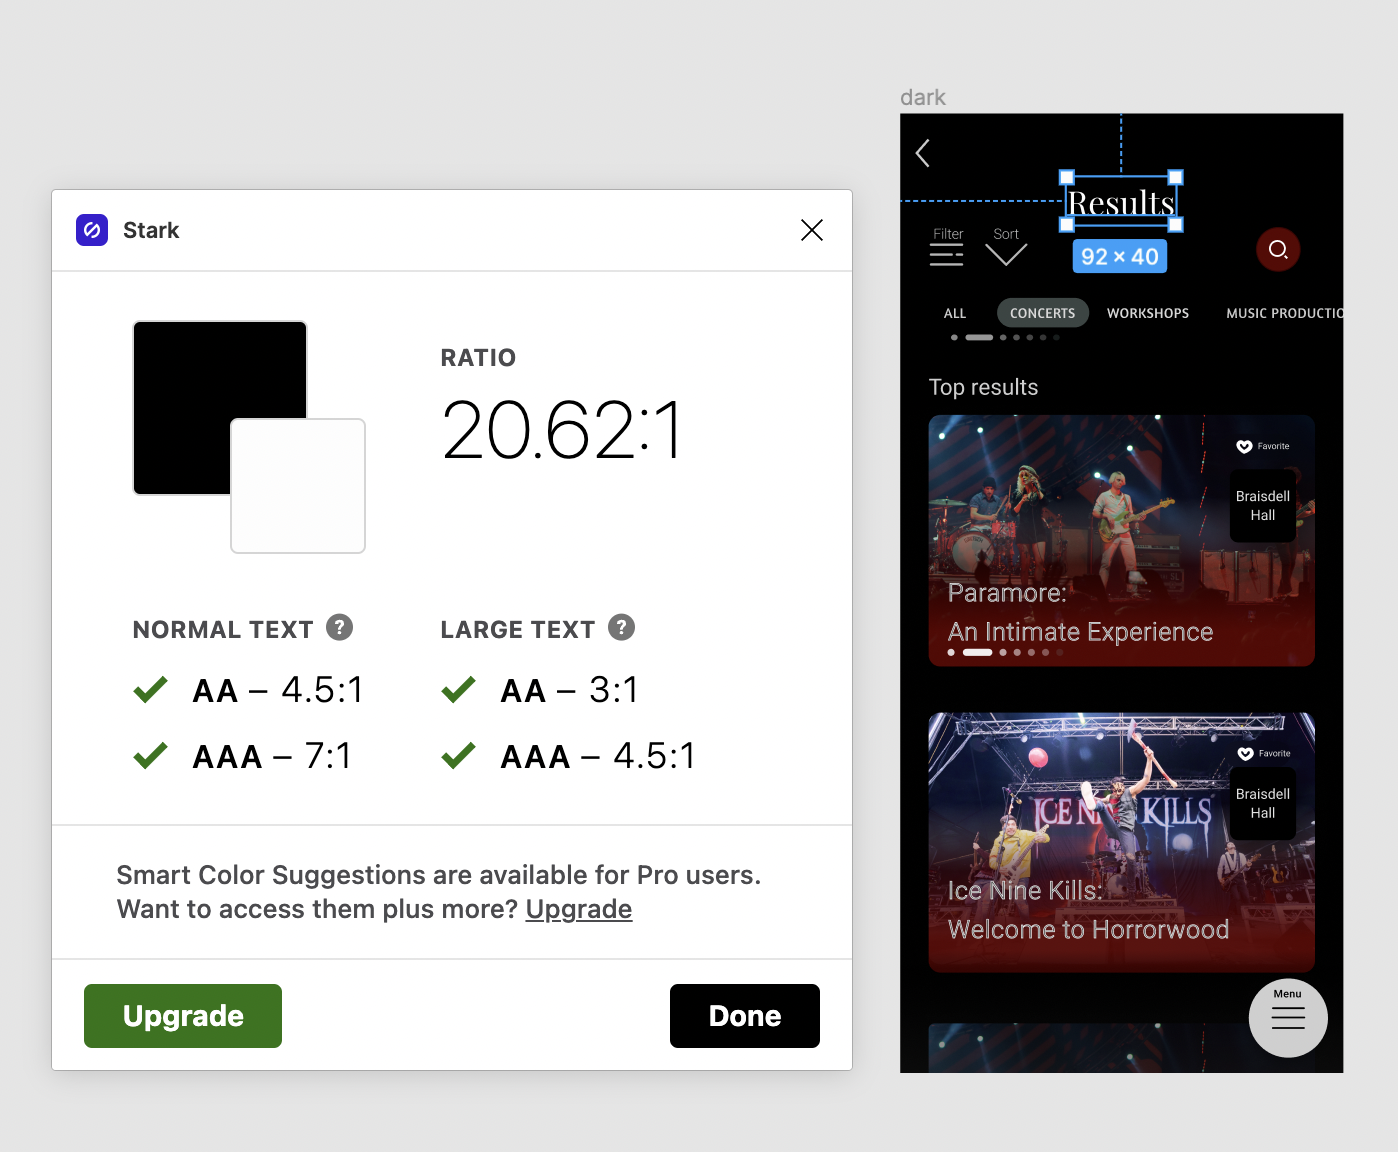 Stark
RATIO
20.62:1
NORMAL TEXT ?
AA – 4.5:1
AAA – 7:1
LARGE TEXT ?
AA – 3:1
AAA – 4.5:1
Smart Color Suggestions are available for Pro users.
Want to access them plus more? Upgrade
Upgrade
Done
dark
Results
92 × 40
Filter
Sort
ALL
CONCERTS
WORKSHOPS
MUSIC PRODUCTIO
Top results
Favorite
Braisdell
Hall
Paramore:
An Intimate Experience
Favorite
Braisdell
Hall
ICE NINE KILLS
Ice Nine Kills:
Welcome to Horrorwood
Menu